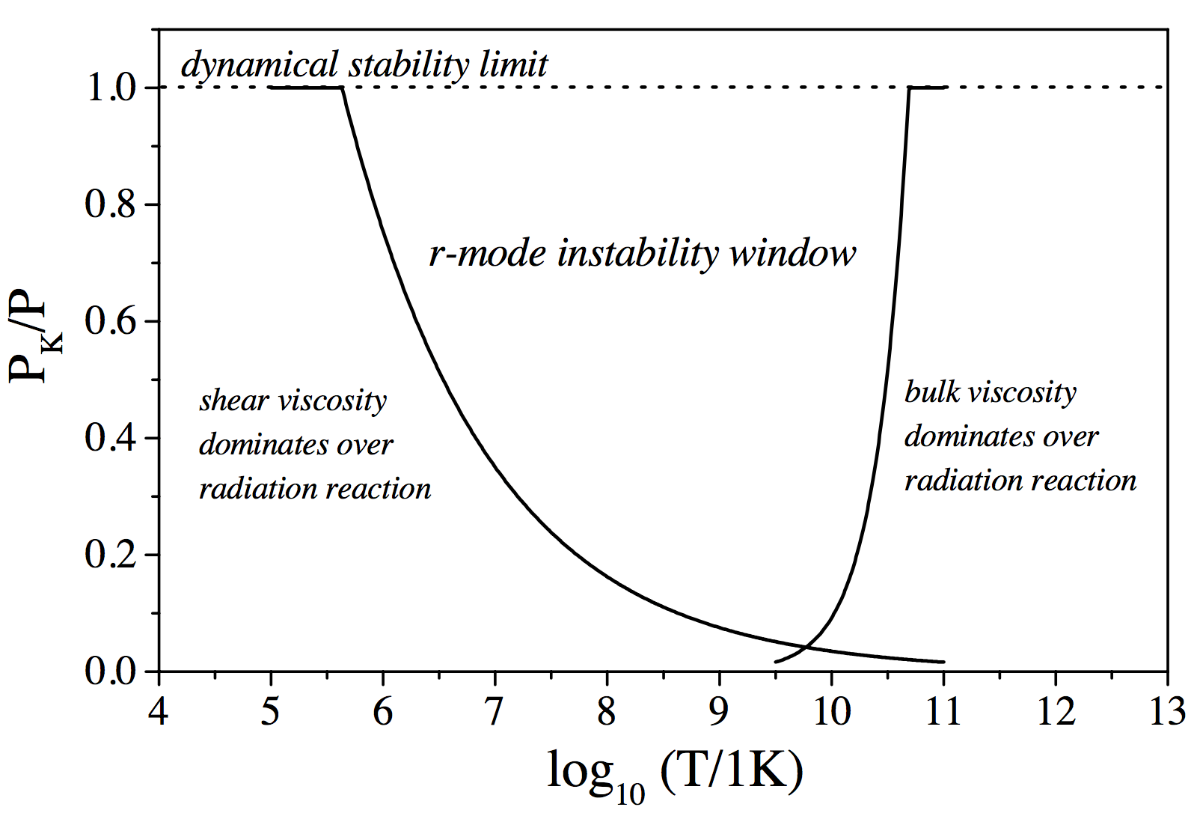 dynamical stability limit
1.0
0.8
0.6
0.4
0.2
0.0
P_K/P
r-mode instability window
shear viscosity
dominates over
radiation reaction
bulk viscosity
dominates over
radiation reaction
4 5 6 7 8 9 10 11 12 13
log₁₀ (T/1K)